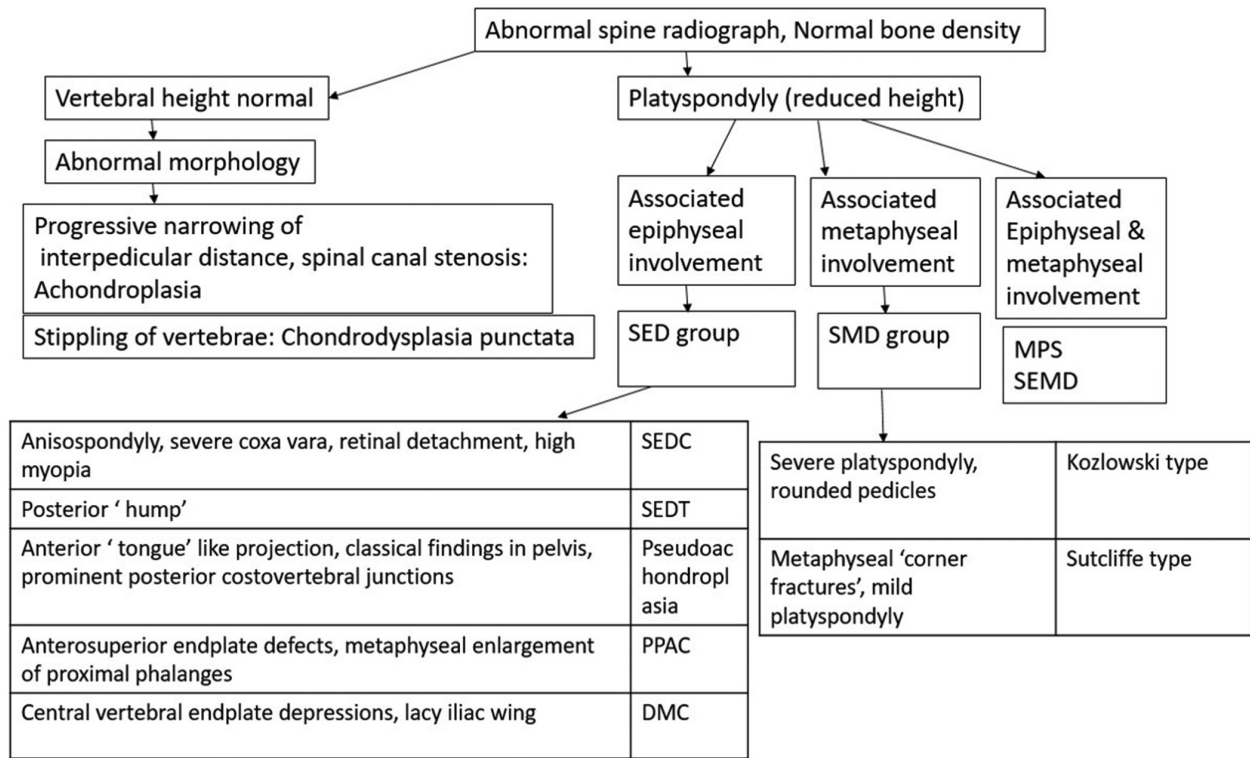 Abnormal spine radiograph, Normal bone density
Vertebral height normal
Platyspondyly (reduced height)
Abnormal morphology
Progressive narrowing of
interpedicular distance, spinal canal stenosis:
Achondroplasia
Stippling of vertebrae: Chondrodysplasia punctata
Associated
epiphyseal
involvement
Associated
metaphyseal
involvement
Associated
Epiphyseal &
metaphyseal
involvement
SED group
SMD group
MPS
SEMD
Anisospondyly, severe coxa vara, retinal detachment, high
myopia
SEDC
Posterior ‘ hump’
SEDT
Anterior ‘ tongue’ like projection, classical findings in pelvis,
prominent posterior costovertebral junctions
Pseudoac
hondropl
asia
Anterosuperior endplate defects, metaphyseal enlargement
of proximal phalanges
PPAC
Central vertebral endplate depressions, lacy iliac wing
DMC
Severe platyspondyly,
rounded pedicles
Kozlowski type
Metaphyseal ‘corner
fractures’, mild
platyspondyly
Sutcliffe type